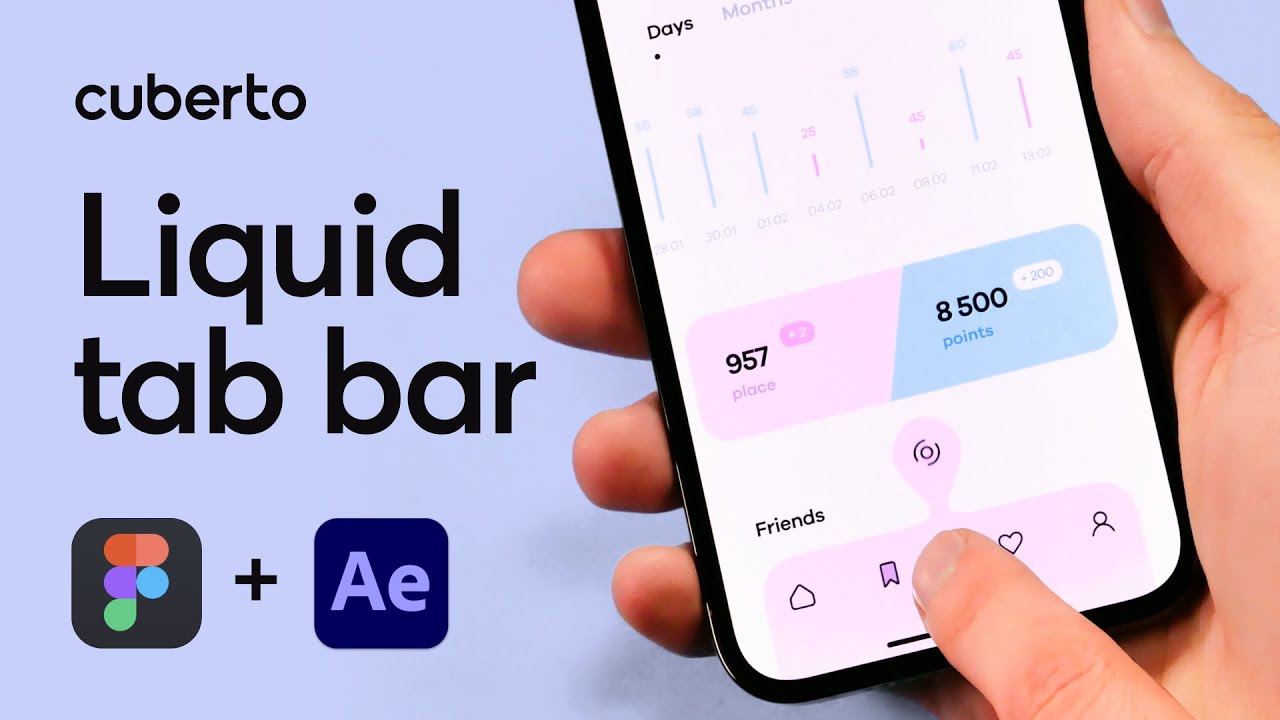 cuberto
Liquid
tab bar
+
Ae
Days Months
55 58 45 25 55 45 60 45
28.01 30.01 01.02 04.02 06.02 08.02 11.02 13.02
957 +2
place
8 500 +200
points
Friends